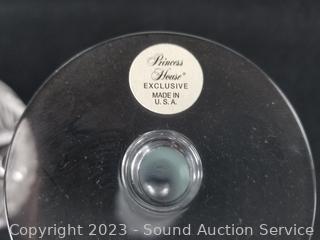 Princess
House®
EXCLUSIVE
MADE IN
U.S.A.
Copyright 2023 - Sound Auction Service